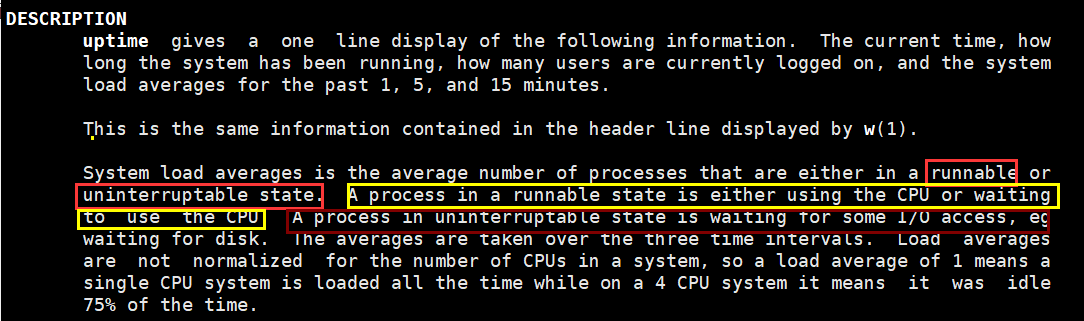 DESCRIPTION
uptime gives a one line display of the following information. The current time, how
long the system has been running, how many users are currently logged on, and the system
load averages for the past 1, 5, and 15 minutes.
This is the same information contained in the header line displayed by w(1).
System load averages is the average number of processes that are either in a runnable or
uninterruptable state. A process in a runnable state is either using the CPU or waiting
to use the CPU A process in uninterruptable state is waiting for some I/O access, eg
waiting for disk. The averages are taken over the three time intervals. Load averages
are not normalized for the number of CPUs in a system, so a load average of 1 means a
single CPU system is loaded all the time while on a 4 CPU system it means it was idle
75% of the time.